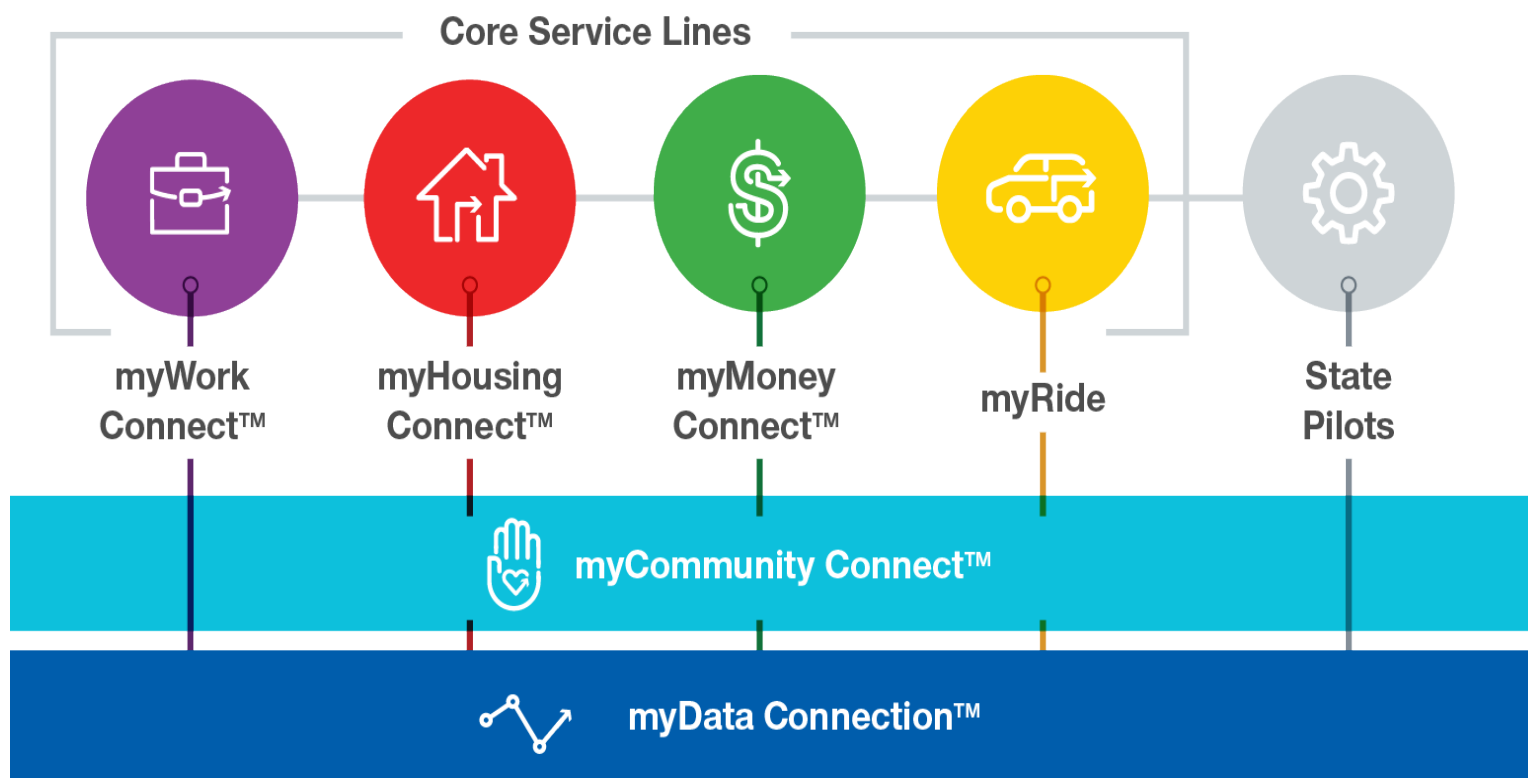 Core Service Lines
myWork
Connect™
myHousing
Connect™
myMoney
Connect™
myRide
State
Pilots
myCommunity Connect™
myData Connection™